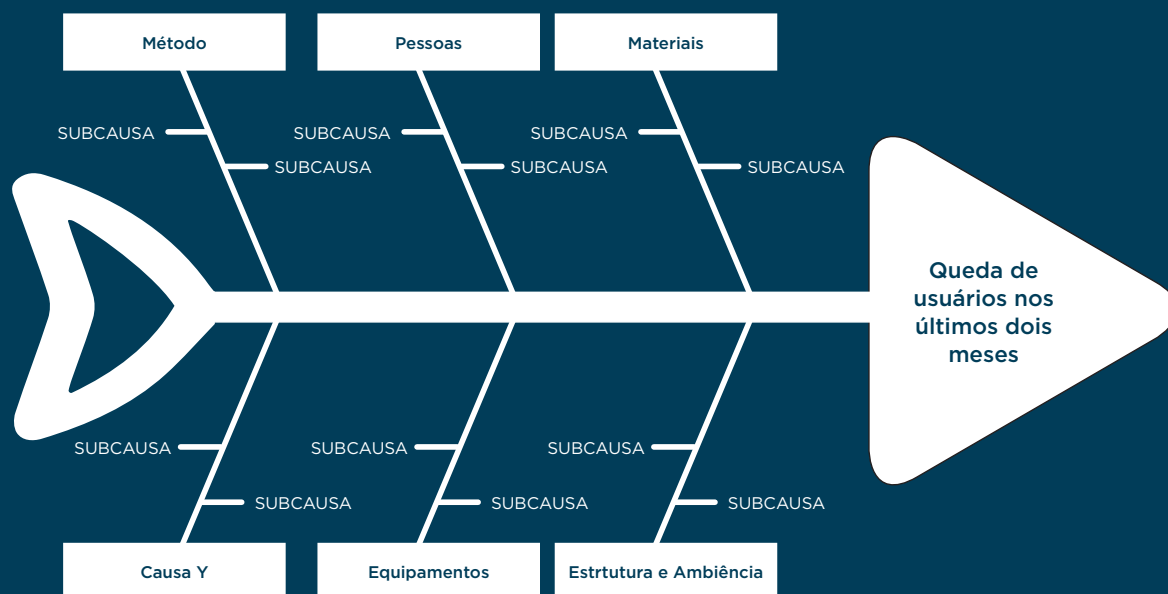 Método
Pessoas
Materiais
SUBCAUSA
SUBCAUSA
SUBCAUSA
SUBCAUSA
SUBCAUSA
SUBCAUSA
Queda de
usuários nos
últimos dois
meses
SUBCAUSA
SUBCAUSA
SUBCAUSA
SUBCAUSA
SUBCAUSA
SUBCAUSA
Causa Y
Equipamentos
Estrtutura e Ambiência